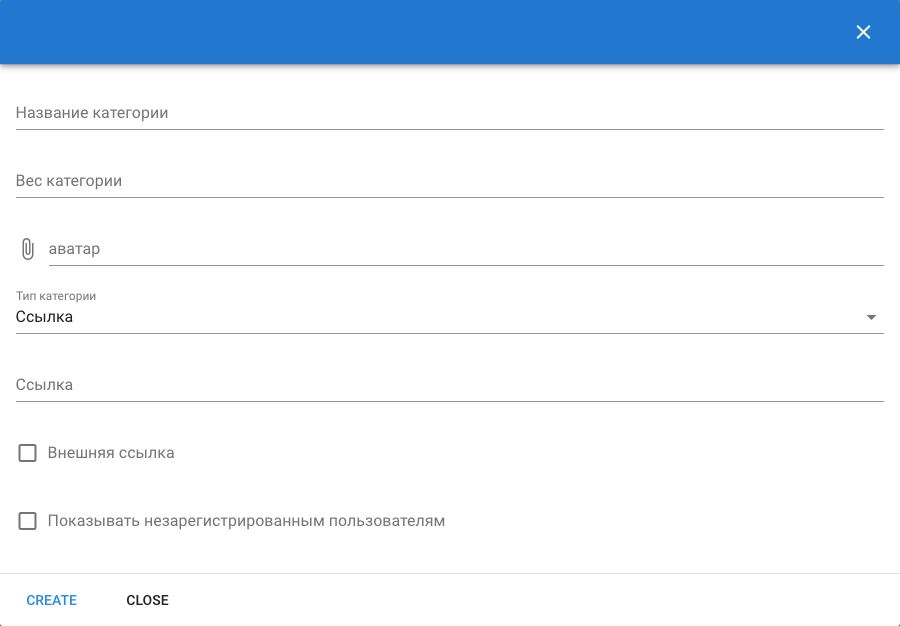 Название категории
Вес категории
аватар
Тип категории
Ссылка
Ссылка
Внешняя ссылка
Показывать незарегистрированным пользователям
CREATE CLOSE